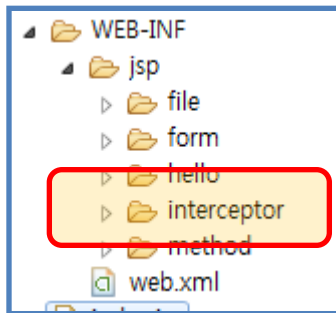 WEB-INF
jsp
file
form
hello
interceptor
method
web.xml